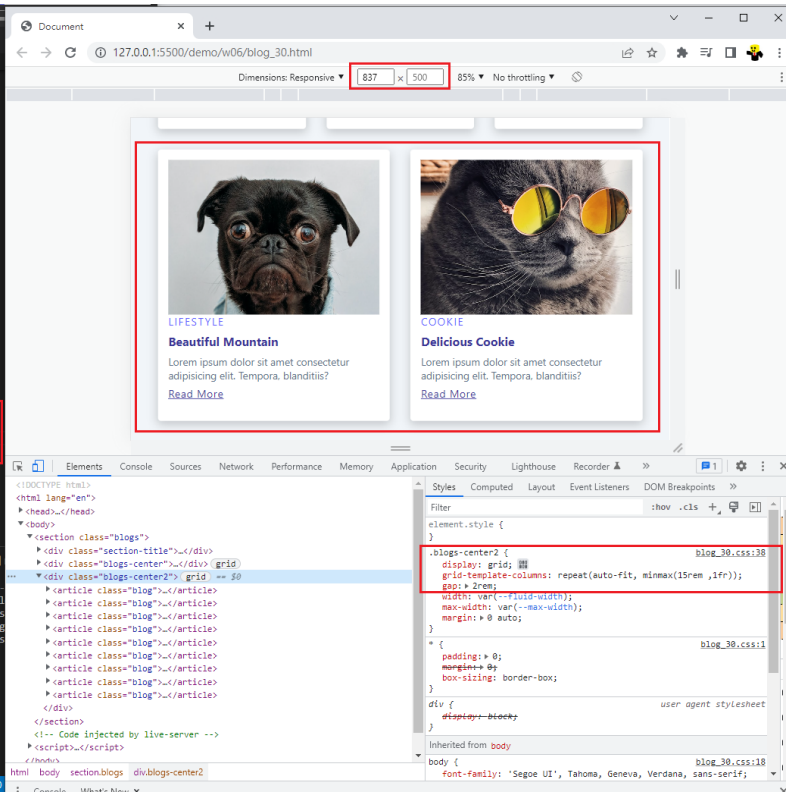 Document
127.0.0.1:5500/demo/w06/blog_30.html
Dimensions: Responsive ▼ 837 × 500 85% ▼ No throttling ▼
LIFESTYLE
Beautiful Mountain
Lorem ipsum dolor sit amet consectetur
adipisicing elit. Tempora, blanditiis?
Read More
COOKIE
Delicious Cookie
Lorem ipsum dolor sit amet consectetur
adipisicing elit. Tempora, blanditiis?
Read More
Elements Console Sources Network Performance Memory Application Security Lighthouse Recorder » 1
<!DOCTYPE html>
<html lang="en">
▶<head>…</head>
▼<body>
▼<section class="blogs">
▶<div class="section-title">…</div>
▶<div class="blogs-center">…</div> grid
▼<div class="blogs-center2"> grid == $0
▶<article class="blog">…</article>
▶<article class="blog">…</article>
▶<article class="blog">…</article>
▶<article class="blog">…</article>
▶<article class="blog">…</article>
▶<article class="blog">…</article>
▶<article class="blog">…</article>
▶<article class="blog">…</article>
▶<article class="blog">…</article>
</div>
</section>
<!-- Code injected by live-server -->
▶<script>…</script>
</body>
html body section.blogs div.blogs-center2
Styles Computed Layout Event Listeners DOM Breakpoints »
Filter :hov .cls +
element.style {
}
.blogs-center2 { blog_30.css:38
display: grid;
grid-template-columns: repeat(auto-fit, minmax(15rem ,1fr));
gap:▶ 2rem;
width: var(--fluid-width);
max-width: var(--max-width);
margin:▶ 0 auto;
}
* { blog_30.css:1
padding:▶ 0;
margin:▶ 0;
box-sizing: border-box;
}
div { user agent stylesheet
display: block;
}
Inherited from body
body { blog_30.css:18
font-family: 'Segoe UI', Tahoma, Geneva, Verdana, sans-serif;
Console What's New ×